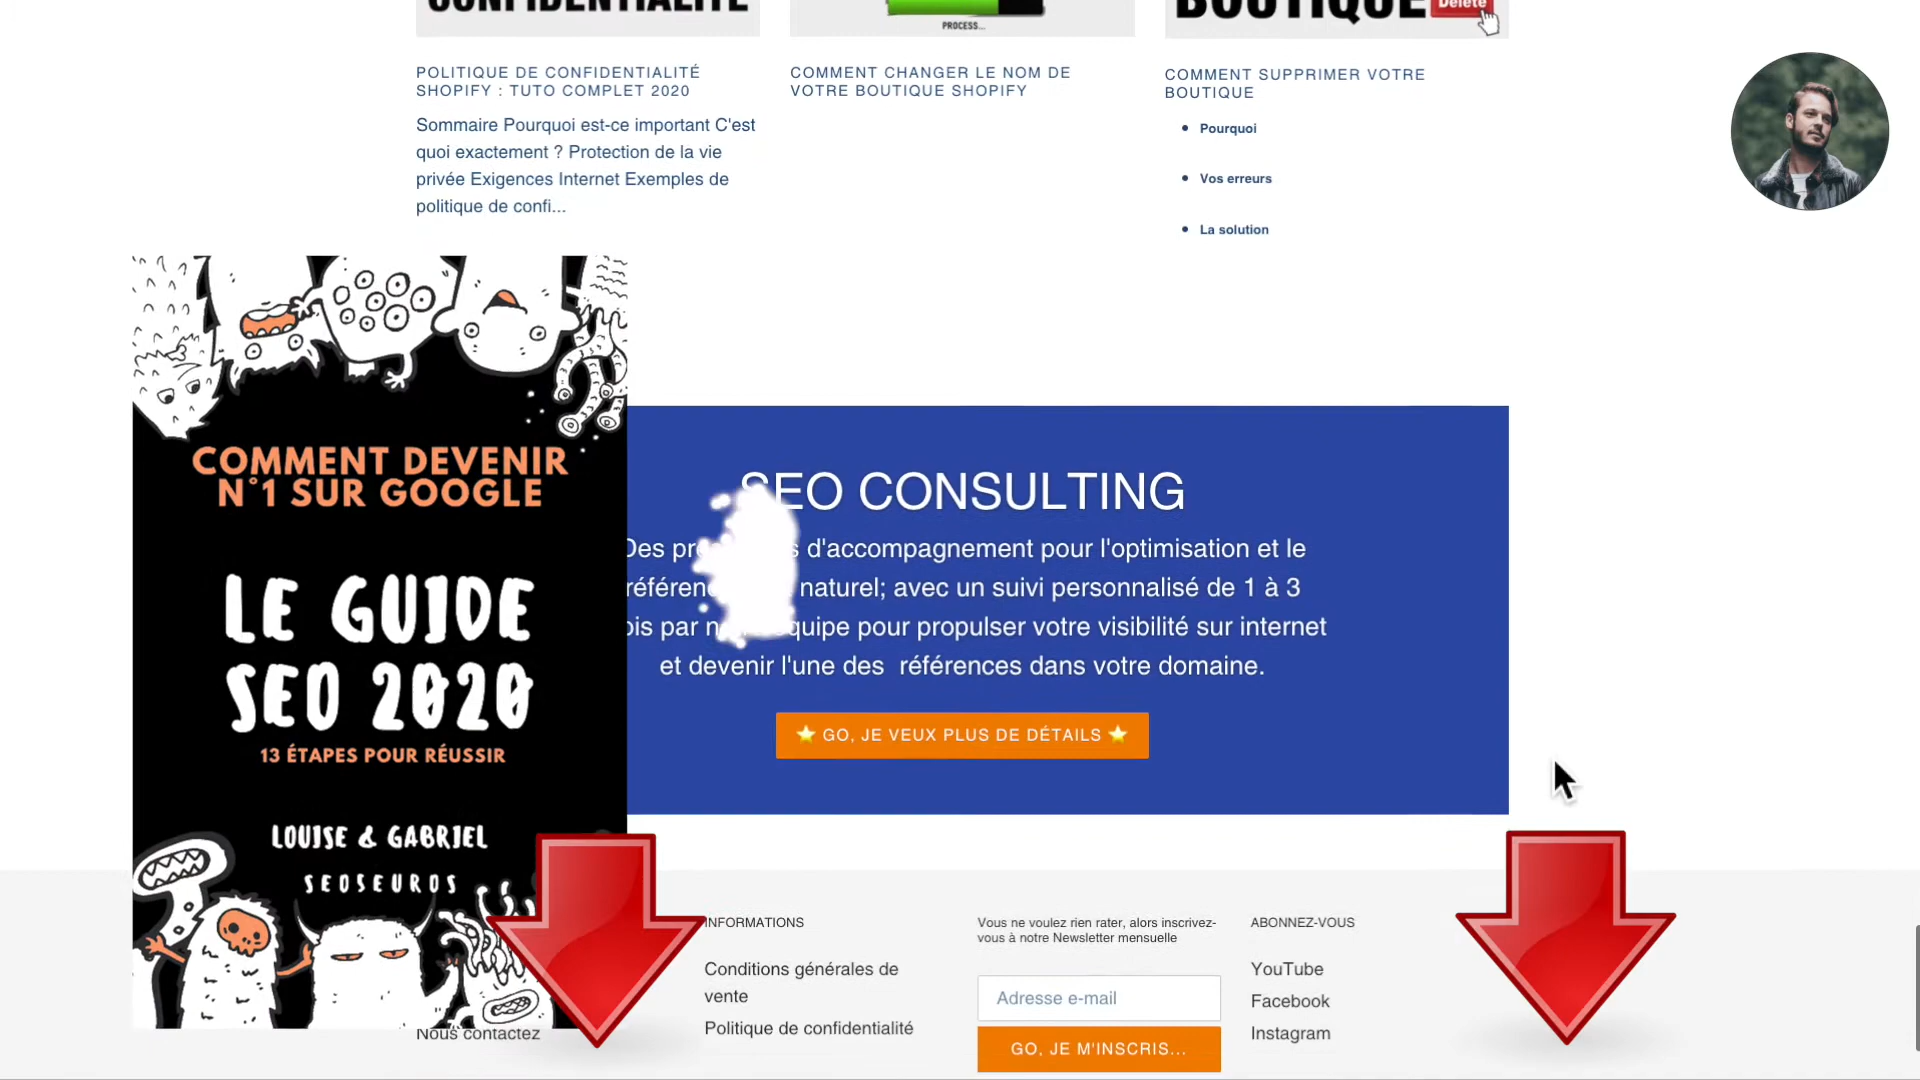 CONFIDENTIALITÉ
PROCESS...
BOUTIQUE
Delete
POLITIQUE DE CONFIDENTIALITÉ
SHOPIFY : TUTO COMPLET 2020
Sommaire Pourquoi est-ce important C'est
quoi exactement ? Protection de la vie
privée Exigences Internet Exemples de
politique de confi...
COMMENT CHANGER LE NOM DE
VOTRE BOUTIQUE SHOPIFY
COMMENT SUPPRIMER VOTRE
BOUTIQUE
Pourquoi
Vos erreurs
La solution
COMMENT DEVENIR
N°1 SUR GOOGLE
LE GUIDE
SEO 2020
13 ÉTAPES POUR RÉUSSIR
LOUISE & GABRIEL
SEOSEUROS
SEO CONSULTING
Des d'accompagnement pour l'optimisation et le
naturel; avec un suivi personnalisé de 1 à 3
par équipe pour propulser votre visibilité sur internet
et devenir l'une des références dans votre domaine.
⭐ GO, JE VEUX PLUS DE DÉTAILS ⭐
Nous contactez
INFORMATIONS
Conditions générales de
vente
Politique de confidentialité
Vous ne voulez rien rater, alors inscrivez-
vous à notre Newsletter mensuelle
Adresse e-mail
GO, JE M'INSCRIS...
ABONNEZ-VOUS
YouTube
Facebook
Instagram